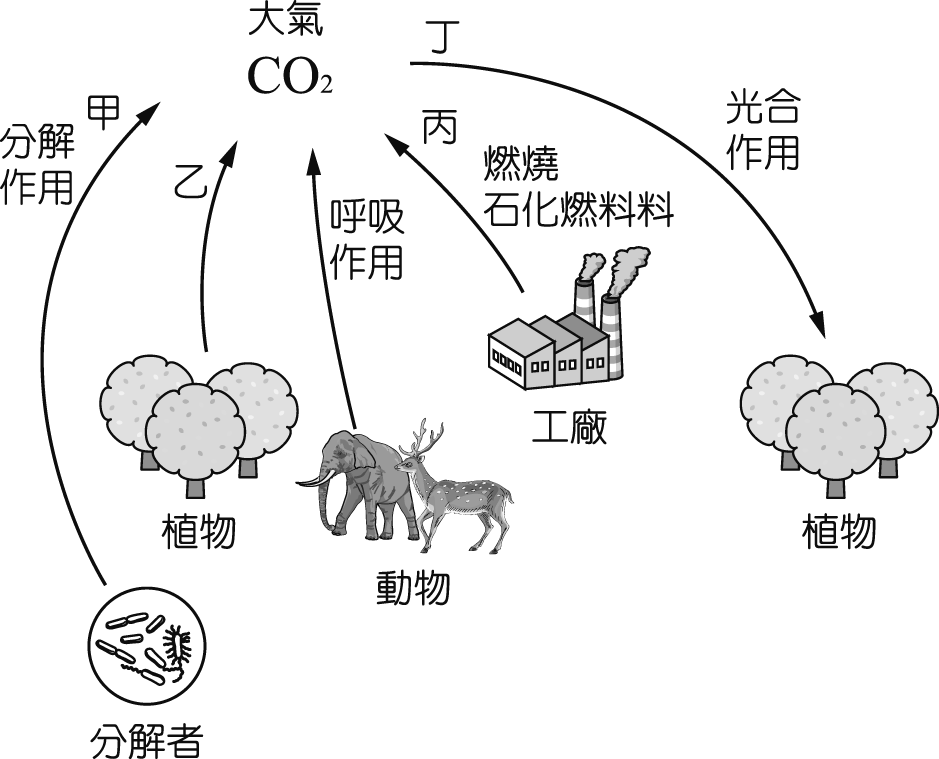 大氣
CO₂
丁
甲
分解
作用
乙
呼吸
作用
丙
燃燒
石化燃料料
光合
作用
工廠
植物
動物
植物
分解者